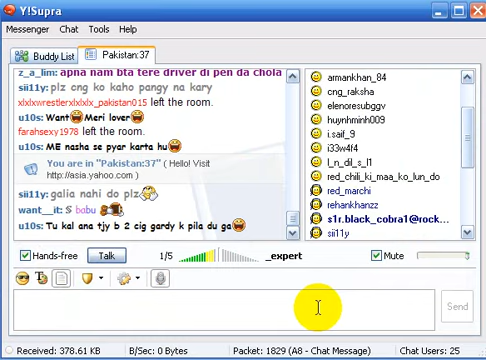 Y!Supra
Messenger Chat Tools Help
Buddy List Pakistan:37
z_a_lim: apna nam bta tere driver di pen da chola
sii11y: plz cng ko kaho pangy na kary
xlxlxwrestlerxlxlxlx_pakistan015 left the room.
u10s: Want Meri lover
farahsexy1978 left the room.
u10s: ME nasha se pyar karta hu
You are in "Pakistan:37" ( Hello! Visit
http://asia.yahoo.com )
sii11y: galia nahi do plz
want__it: S babu
u10s: Tu kal ana tjy b 2 cig gardy k pila du ga
armankhan_84
cng_raksha
elenoresubggv
huynhminh009
i.saif_9
i33w4f4
l_n_dil_s_l1
red_chili_ki_maa_ko_lun_do
red_marchi
rehankhanzz
s1r.black_cobra1@rock...
sii11y
Hands-free Talk 1/5 _expert Mute
Send
Received: 378.61 KB B/Sec: 0 Bytes Packet: 1829 (A8 - Chat Message) Chat Users: 25